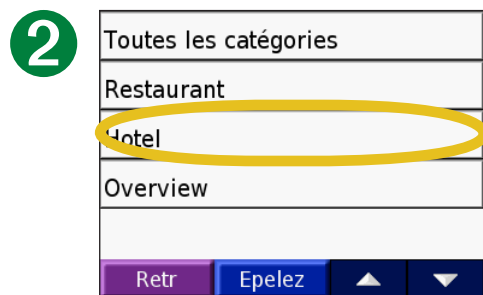 2
Toutes les catégories
Restaurant
Hotel
Overview
Retr Epelez